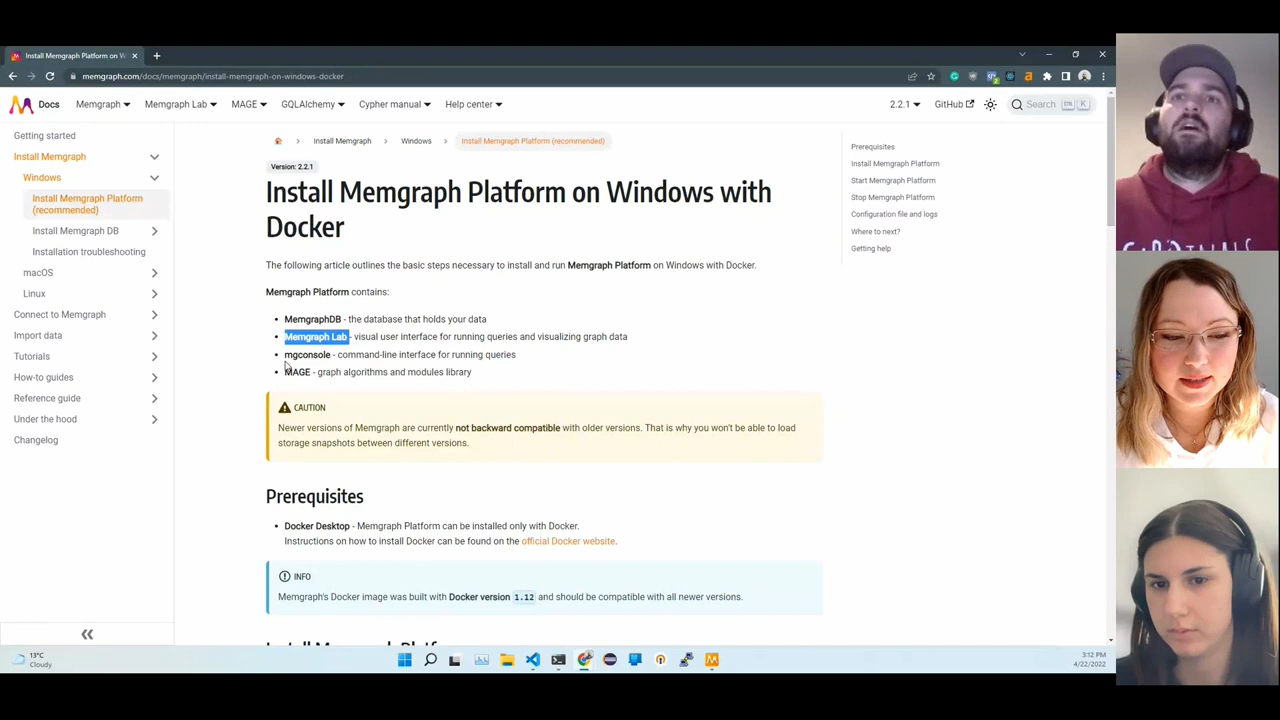 Install Memgraph Platform on W
memgraph.com/docs/memgraph/install-memgraph-on-windows-docker
Docs
Memgraph
Memgraph Lab
MAGE
GQLAlchemy
Cypher manual
Help center
2.2.1
GitHub
Search
Getting started
Install Memgraph
Windows
Install Memgraph Platform
(recommended)
Install Memgraph DB
Installation troubleshooting
macOS
Linux
Connect to Memgraph
Import data
Tutorials
How-to guides
Reference guide
Under the hood
Changelog
Install Memgraph
Windows
Install Memgraph Platform (recommended)
Version: 2.2.1
Install Memgraph Platform on Windows with
Docker
The following article outlines the basic steps necessary to install and run Memgraph Platform on Windows with Docker.
Memgraph Platform contains:
MemgraphDB - the database that holds your data
Memgraph Lab - visual user interface for running queries and visualizing graph data
mgconsole - command-line interface for running queries
MAGE - graph algorithms and modules library
CAUTION
Newer versions of Memgraph are currently not backward compatible with older versions. That is why you won't be able to load
storage snapshots between different versions.
Prerequisites
Docker Desktop - Memgraph Platform can be installed only with Docker.
Instructions on how to install Docker can be found on the official Docker website.
INFO
Memgraph's Docker image was built with Docker version 1.12 and should be compatible with all newer versions.
Install Memgraph Platform
Prerequisites
Install Memgraph Platform
Start Memgraph Platform
Stop Memgraph Platform
Configuration file and logs
Where to next?
Getting help
13°C
Cloudy
3:12 PM
4/22/2022